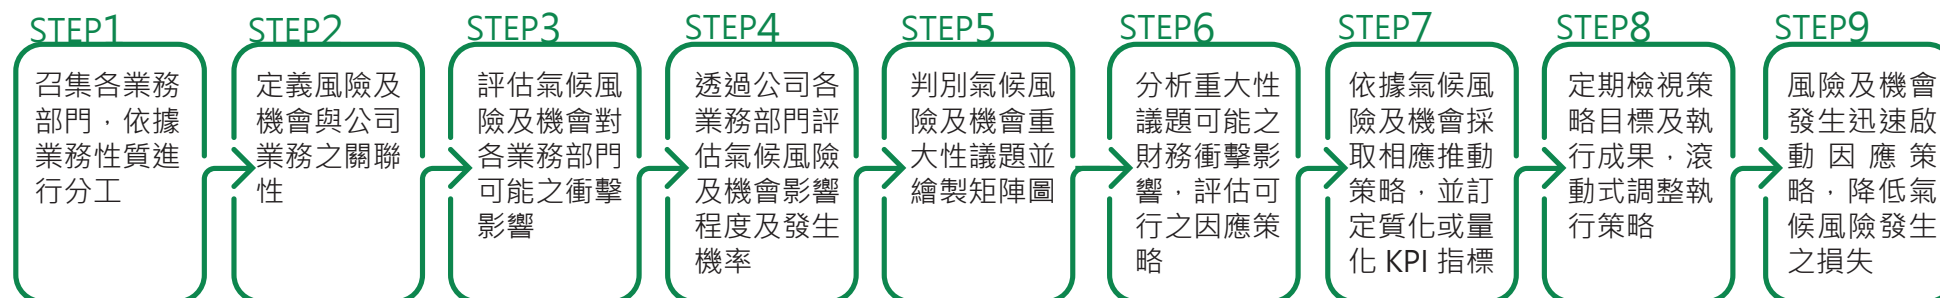 STEP1
召集各業務
部門，依據
業務性質進
行分工
STEP2
定義風險及
機會與公司
業務之關聯
性
STEP3
評估氣候風
險及機會對
各業務部門
可能之衝擊
影響
STEP4
透過公司各
業務部門評
估氣候風險
及機會影響
程度及發生
機率
STEP5
判別氣候風
險及機會重
大性議題並
繪製矩陣圖
STEP6
分析重大性
議題可能之
財務衝擊影
響，評估可
行之因應策
略
STEP7
依據氣候風
險及機會採
取相應推動
策略，並訂
定質化或量
化 KPI 指標
STEP8
定期檢視策
略目標及執
行成果，滾
動式調整執
行策略
STEP9
風險及機會
發生迅速啟
動因應策
略，降低氣
候風險發生
之損失